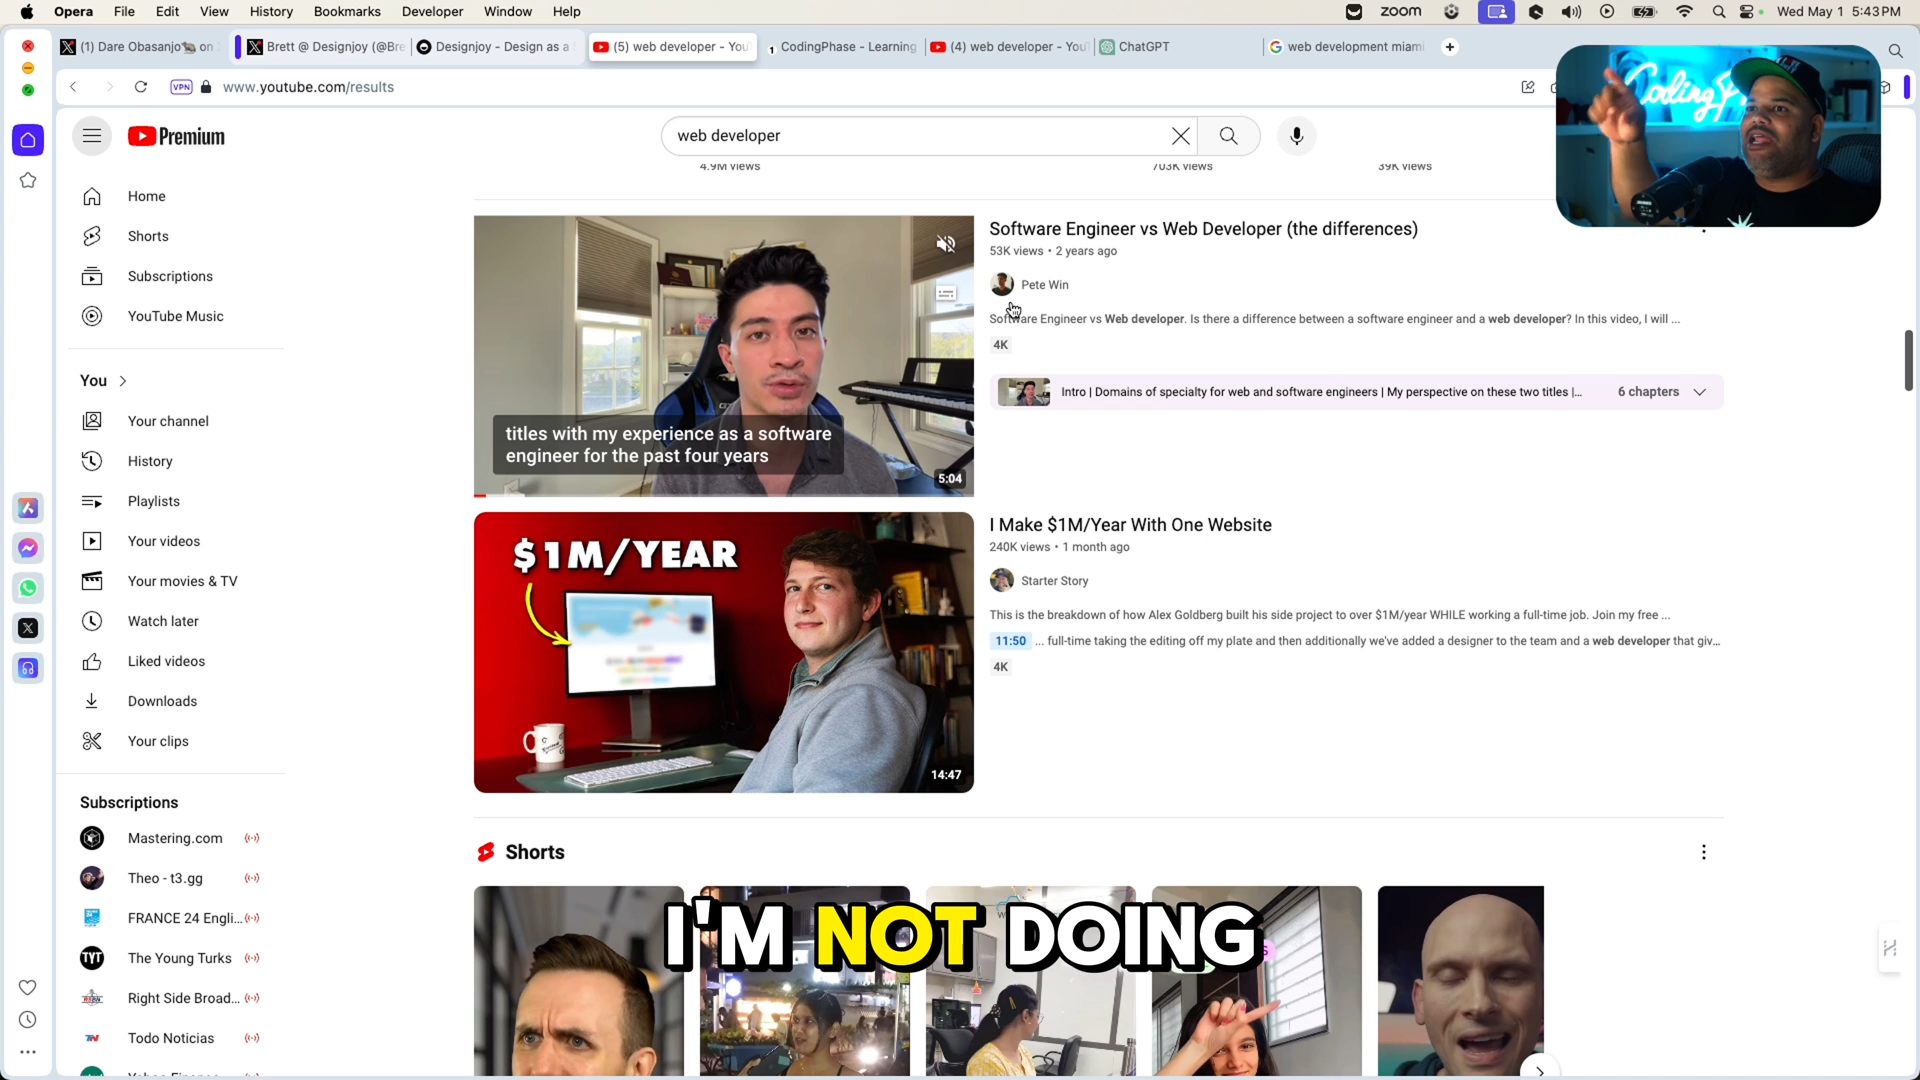 Opera File Edit View History Bookmarks Developer Window Help
zoom
Wed May 1 5:43 PM
(1) Dare Obasanjo🐀 on
Brett @ Designjoy (@Bre
Designjoy - Design as a
(5) web developer - You
CodingPhase - Learning
(4) web developer - You
ChatGPT
web development miami
VPN
www.youtube.com/results
Premium
web developer
4.9M views
703K views
39K views
Home
Shorts
Subscriptions
YouTube Music
You
Your channel
History
Playlists
Your videos
Your movies & TV
Watch later
Liked videos
Downloads
Your clips
Subscriptions
Mastering.com
Theo - t3.gg
FRANCE 24 Engli...
The Young Turks
Right Side Broad...
Todo Noticias
titles with my experience as a software
engineer for the past four years
5:04
Software Engineer vs Web Developer (the differences)
53K views • 2 years ago
Pete Win
Software Engineer vs Web developer. Is there a difference between a software engineer and a web developer? In this video, I will ...
4K
Intro | Domains of specialty for web and software engineers | My perspective on these two titles |...
6 chapters
$1M/YEAR
14:47
I Make $1M/Year With One Website
240K views • 1 month ago
Starter Story
This is the breakdown of how Alex Goldberg built his side project to over $1M/year WHILE working a full-time job. Join my free ...
11:50 ... full-time taking the editing off my plate and then additionally we've added a designer to the team and a web developer that giv...
4K
Shorts
I'M NOT DOING